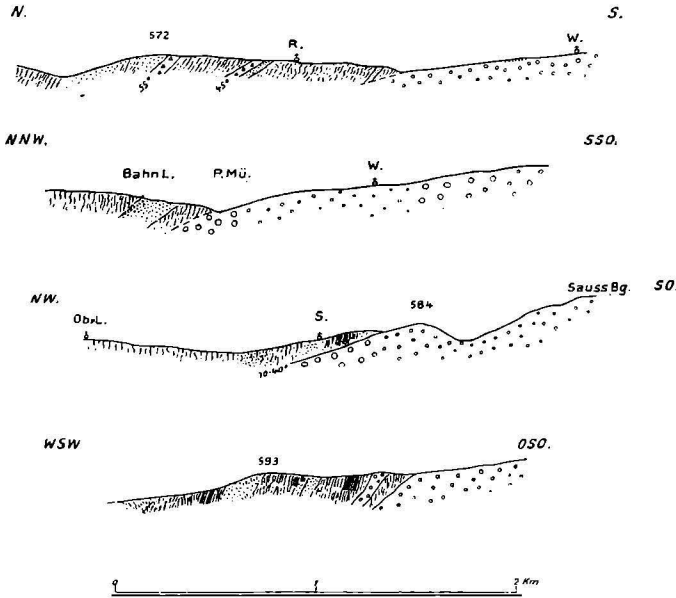 N. 572 R. W. S.
55° 45°
NNW. SSO.
Bahn L. P. Mü. W.
NW. Ob. L. S. 584 Sauss Bg. SO.
10-40°
WSW 593 OSO.
0 1 2 Km